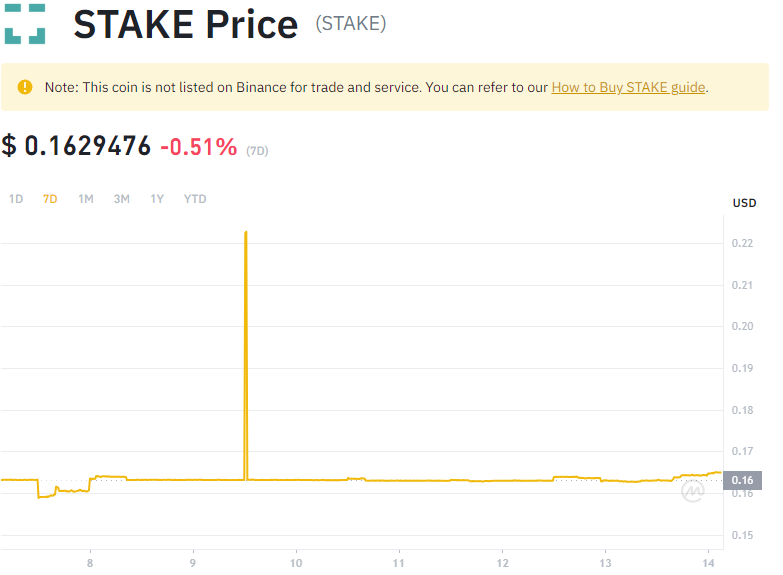 STAKE Price (STAKE)
Note: This coin is not listed on Binance for trade and service. You can refer to our How to Buy STAKE guide.
$ 0.1629476 -0.51% (7D)
1D 7D 1M 3M 1Y YTD
USD
0.22
0.21
0.20
0.19
0.18
0.17
0.16
0.16
0.15
8 9 10 11 12 13 14